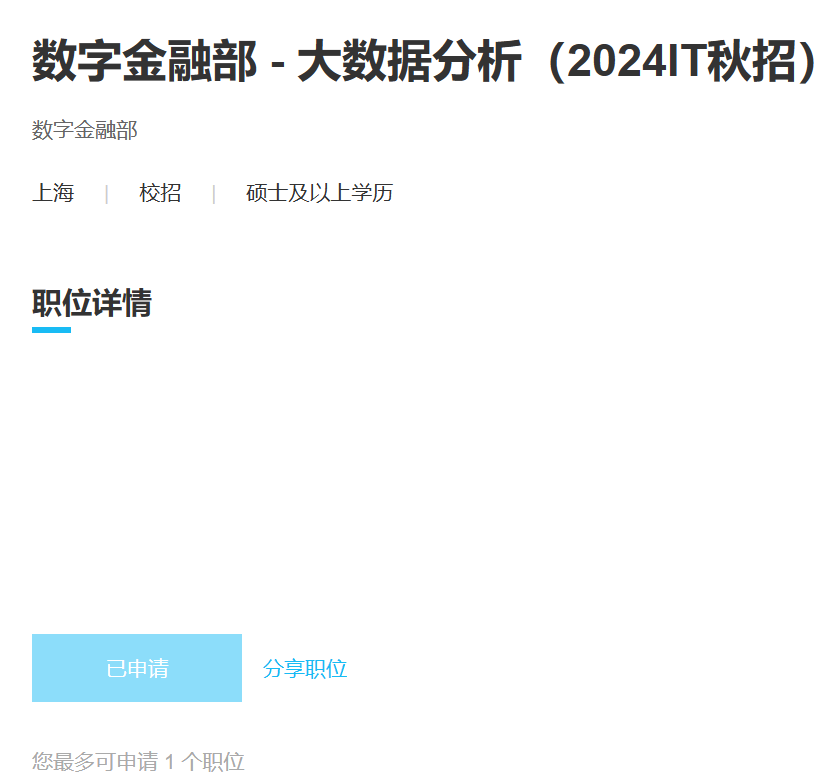 数字金融部 - 大数据分析（2024IT秋招）
数字金融部
上海 | 校招 | 硕士及以上学历
职位详情
已申请 分享职位
您最多可申请 1 个职位